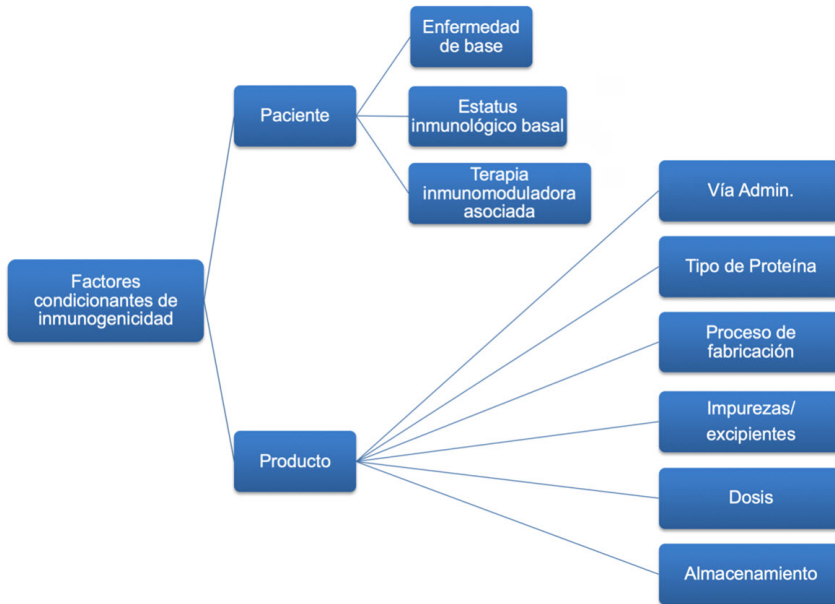 Enfermedad
de base
Paciente
Estatus
inmunológico basal
Terapia
inmunomoduladora
asociada
Factores
condicionantes de
inmunogenicidad
Producto
Vía Admin.
Tipo de Proteína
Proceso de
fabricación
Impurezas/
excipientes
Dosis
Almacenamiento